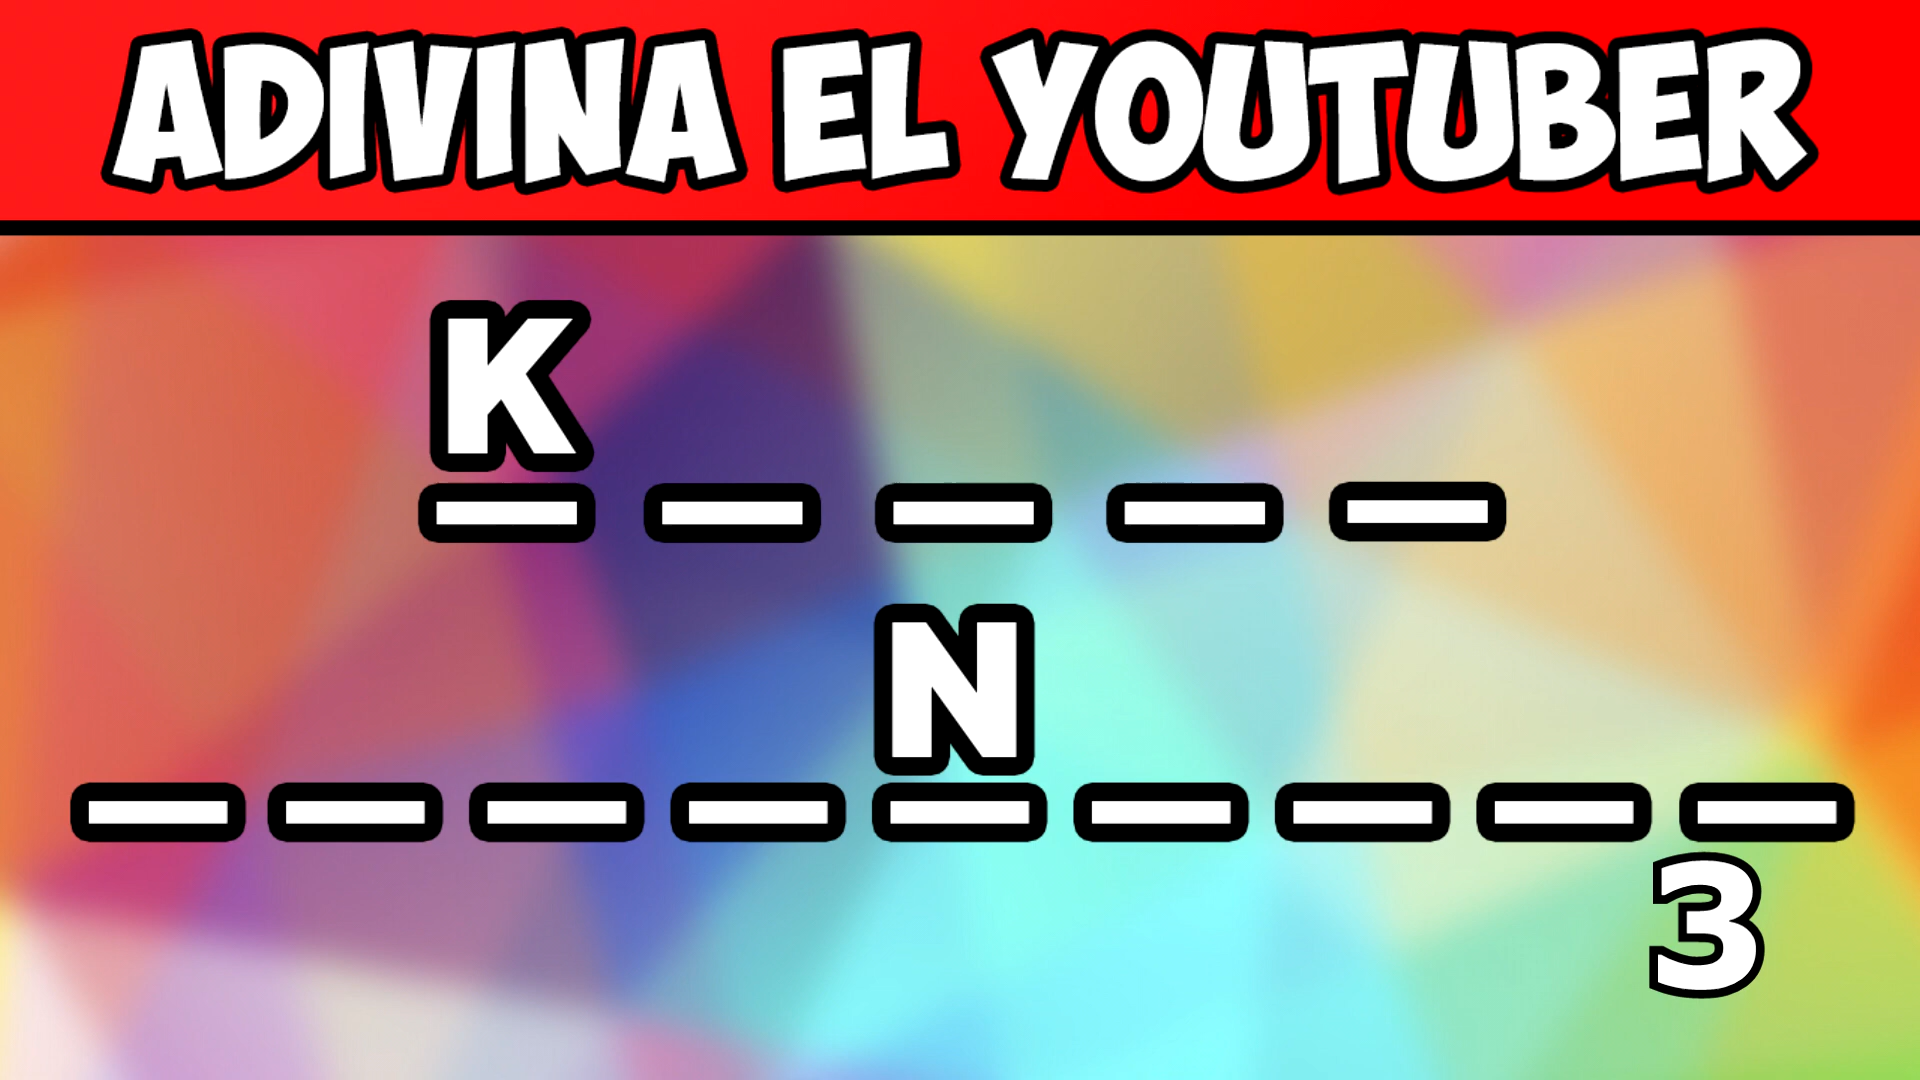 ADIVINA EL YOUTUBER
K _ _ _ _
_ _ _ _ N _ _ _ _
3